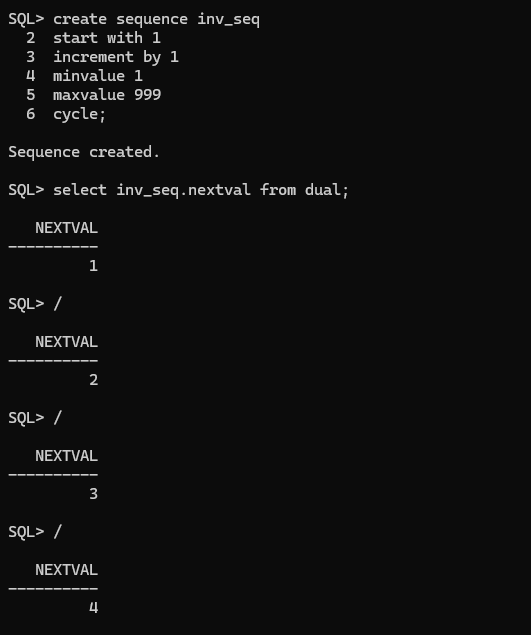 SQL> create sequence inv_seq
  2  start with 1
  3  increment by 1
  4  minvalue 1
  5  maxvalue 999
  6  cycle;
Sequence created.
SQL> select inv_seq.nextval from dual;
   NEXTVAL
----------
         1
SQL> /
   NEXTVAL
----------
         2
SQL> /
   NEXTVAL
----------
         3
SQL> /
   NEXTVAL
----------
         4